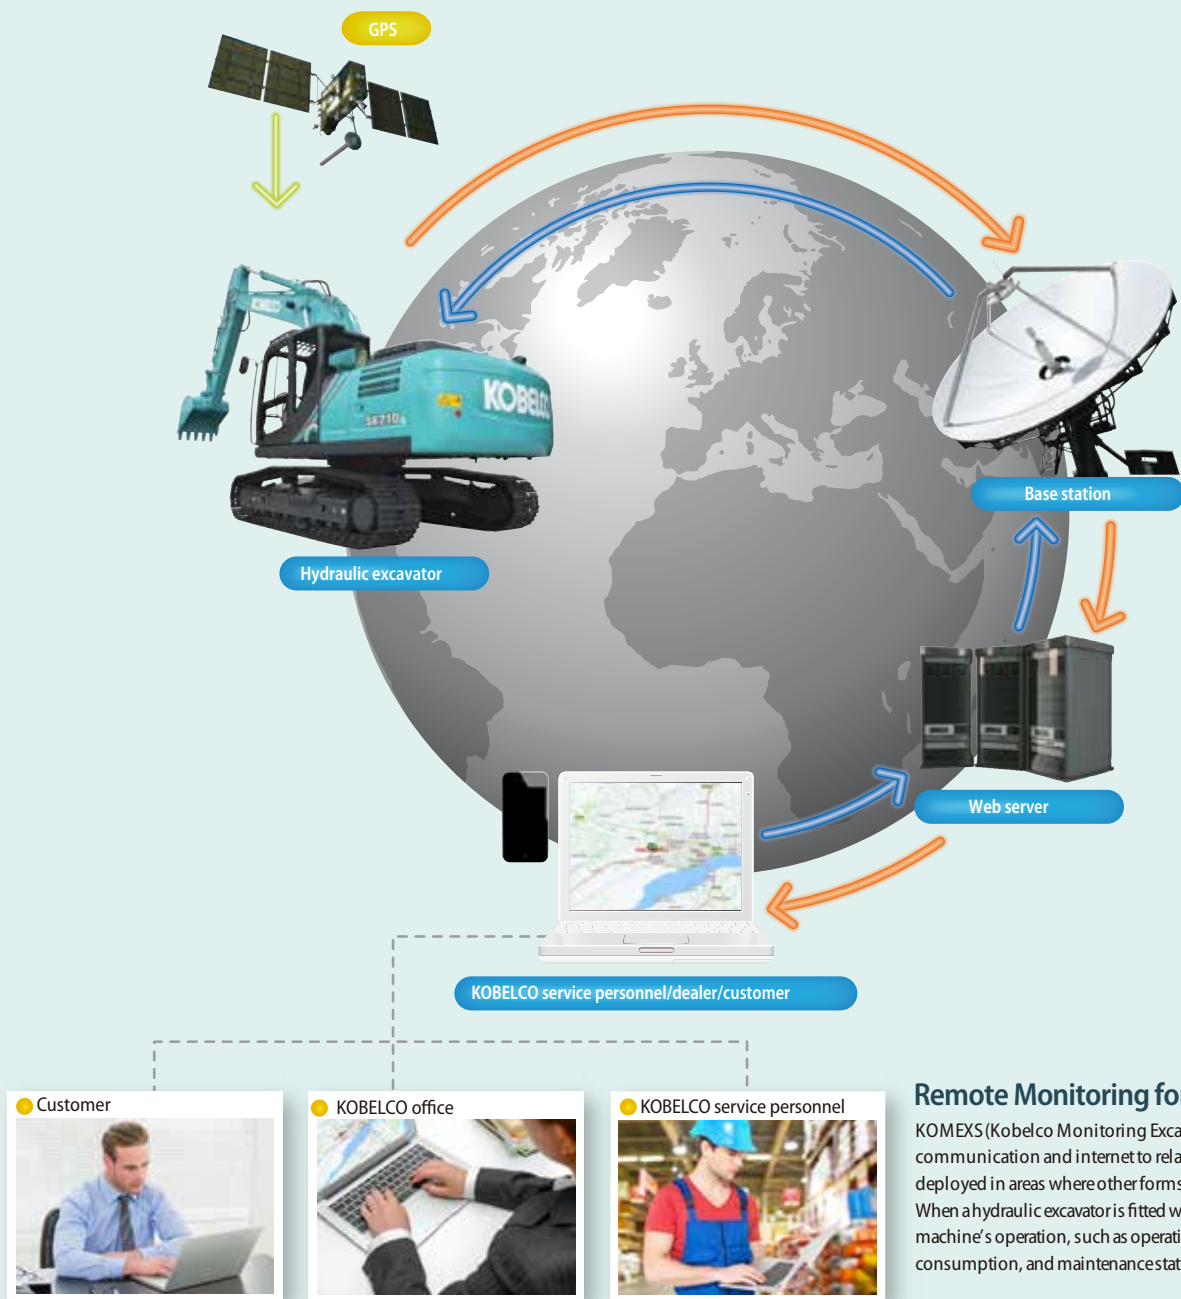 GPS
KOBELCO
SK210
Base station
Hydraulic excavator
Web server
KOBELCO service personnel/dealer/customer
Customer
KOBELCO office
KOBELCO service personnel
Remote Monitoring for
KOMEXS (Kobelco Monitoring Exca
communication and internet to rela
deployed in areas where other forms
When a hydraulic excavator is fitted w
machine's operation, such as operati
consumption, and maintenance stat